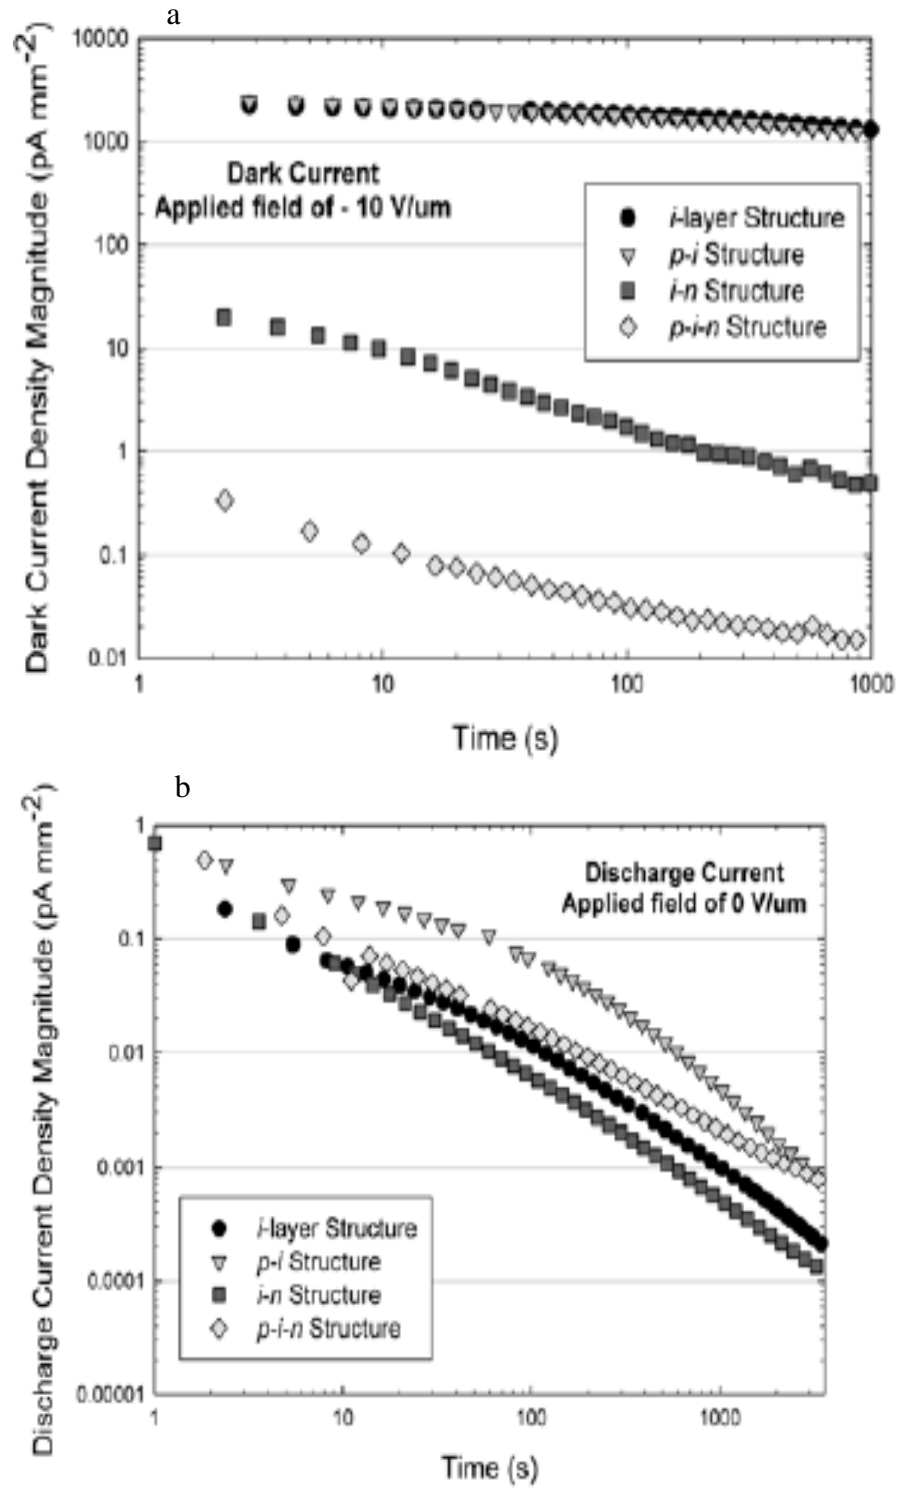 a
Dark Current Density Magnitude (pA mm-2)
10000
1000
100
10
1
0.1
0.01
Dark Current
Applied field of - 10 V/um
i-layer Structure
p-i Structure
i-n Structure
p-i-n Structure
1 10 100 1000
Time (s)
b
Discharge Current Density Magnitude (pA mm-2)
1
0.1
0.01
0.001
0.0001
0.00001
Discharge Current
Applied field of 0 V/um
i-layer Structure
p-i Structure
i-n Structure
p-i-n Structure
1 10 100 1000
Time (s)